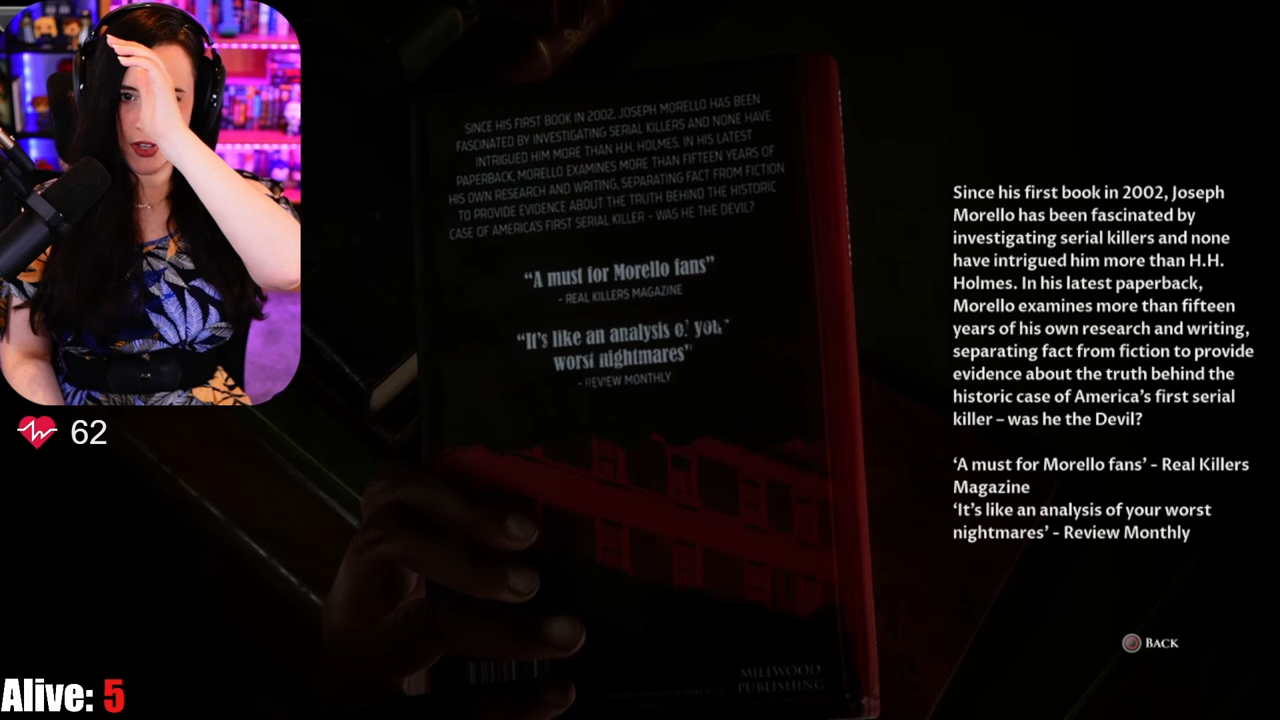 SINCE HIS FIRST BOOK IN 2002, JOSEPH MORELLO HAS BEEN
FASCINATED BY INVESTIGATING SERIAL KILLERS AND NONE HAVE
INTRIGUED HIM MORE THAN H.H. HOLMES. IN HIS LATEST
PAPERBACK, MORELLO EXAMINES MORE THAN FIFTEEN YEARS OF
HIS OWN RESEARCH AND WRITING, SEPARATING FACT FROM FICTION
TO PROVIDE EVIDENCE ABOUT THE TRUTH BEHIND THE HISTORIC
CASE OF AMERICA'S FIRST SERIAL KILLER – WAS HE THE DEVIL?
“A must for Morello fans”
- REAL KILLERS MAGAZINE
“It's like an analysis of your
worst nightmares”
- REVIEW MONTHLY
MILLWOOD
PUBLISHING
Since his first book in 2002, Joseph
Morello has been fascinated by
investigating serial killers and none
have intrigued him more than H.H.
Holmes. In his latest paperback,
Morello examines more than fifteen
years of his own research and writing,
separating fact from fiction to provide
evidence about the truth behind the
historic case of America's first serial
killer – was he the Devil?
‘A must for Morello fans’ - Real Killers
Magazine
‘It's like an analysis of your worst
nightmares’ - Review Monthly
BACK
62
Alive: 5